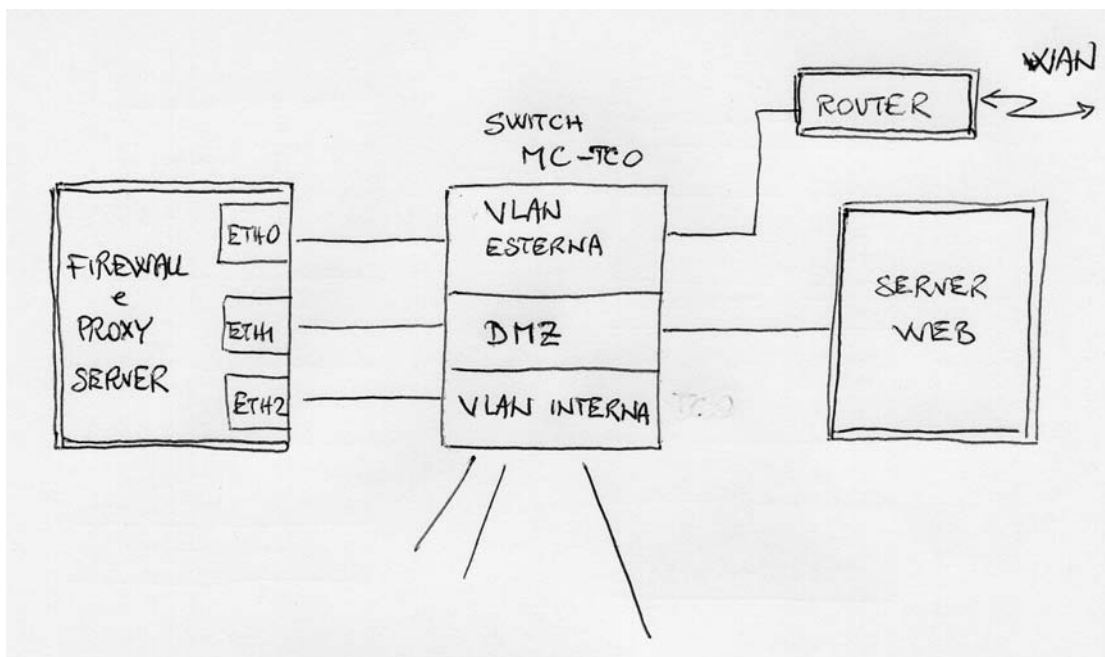 WAN
ROUTER
SWITCH
MC-TCO
FIREWALL
e
PROXY
SERVER
ETH0
ETH1
ETH2
VLAN
ESTERNA
DMZ
VLAN INTERNA
SERVER
WEB